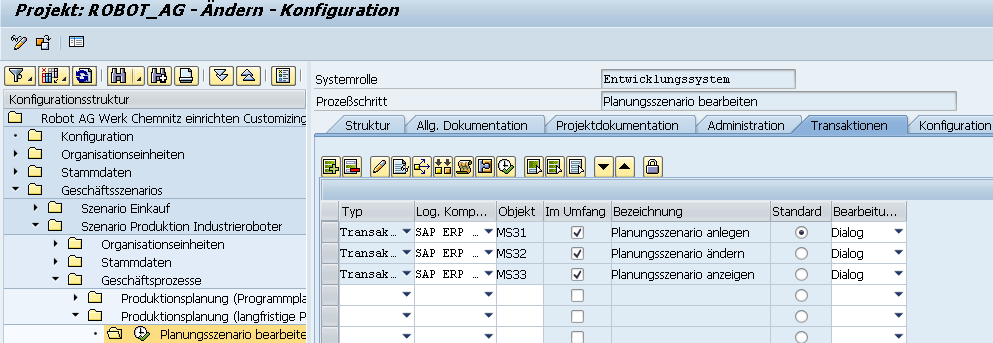 Projekt: ROBOT_AG - Ändern - Konfiguration
Systemrolle
Entwicklungssystem
Prozeßschritt
Planungsszenario bearbeiten
Konfigurationsstruktur
Robot AG Werk Chemnitz einrichten Customizing
Konfiguration
Organisationseinheiten
Stammdaten
Geschäftsszenarios
Szenario Einkauf
Szenario Produktion Industrieroboter
Organisationseinheiten
Stammdaten
Geschäftsprozesse
Produktionsplanung (Programmpla
Produktionsplanung (langfristige P
Planungsszenario bearbeite
Struktur Allg. Dokumentation Projektdokumentation Administration Transaktionen Konfiguration
Typ Log. Komp... Objekt Im Umfang Bezeichnung Standard Bearbeitu...
Transak... SAP ERP ... MS31 Planungsszenario anlegen Dialog
Transak... SAP ERP ... MS32 Planungsszenario ändern Dialog
Transak... SAP ERP ... MS33 Planungsszenario anzeigen Dialog